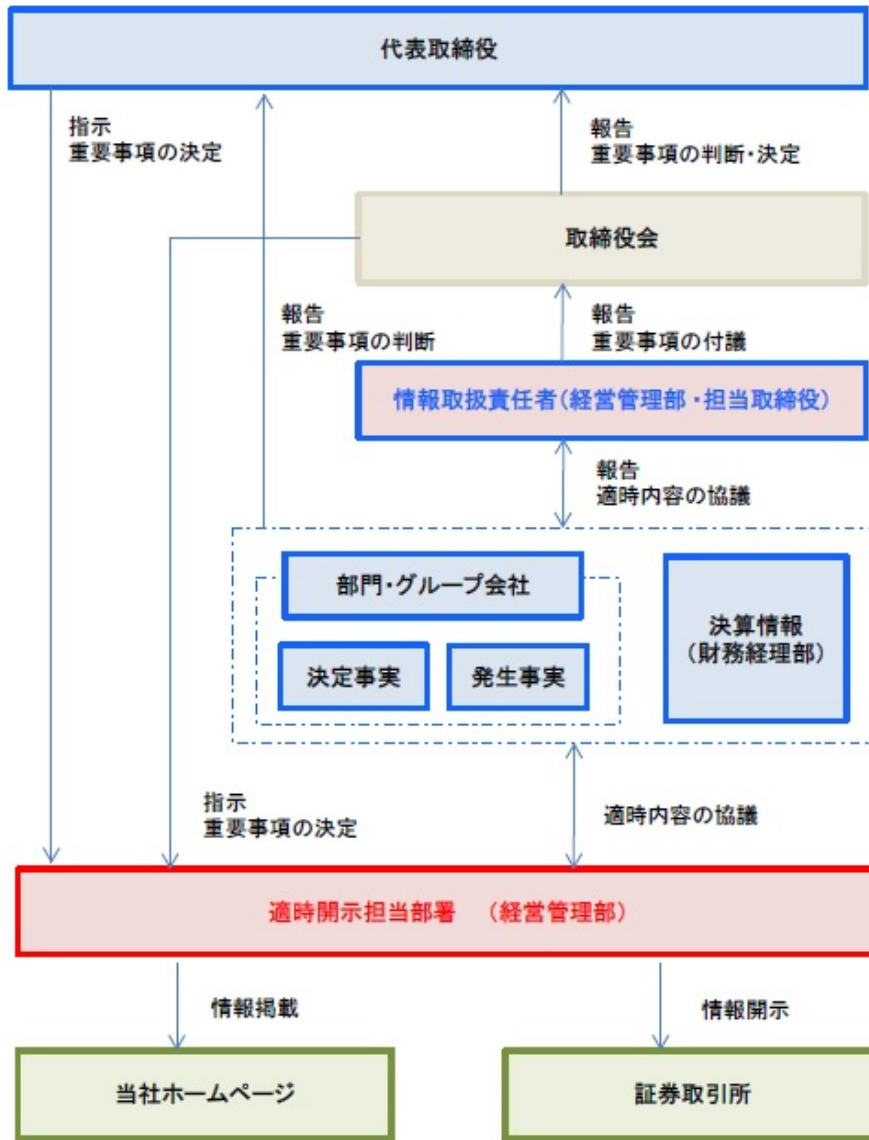 代表取締役
指示
重要事項の決定
報告
重要事項の判断・決定
取締役会
報告
重要事項の判断
報告
重要事項の付議
情報取扱責任者(経営管理部・担当取締役)
報告
適時内容の協議
部門・グループ会社
決定事実
発生事実
決算情報
(財務経理部)
指示
重要事項の決定
適時内容の協議
適時開示担当部署 (経営管理部)
情報掲載
情報開示
当社ホームページ
証券取引所